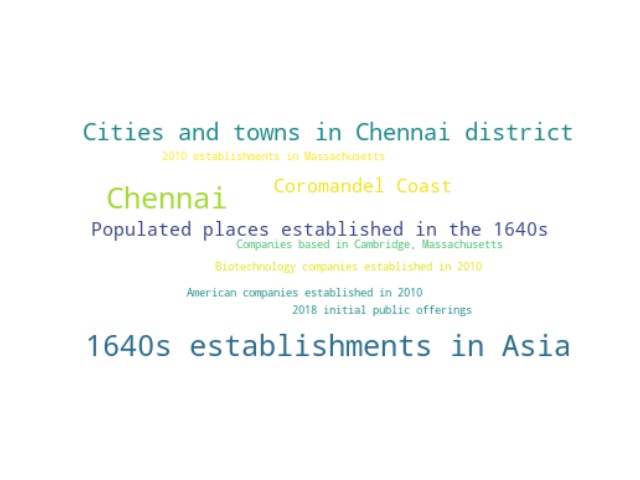 Cities and towns in Chennai district
2010 establishments in Massachusetts
Coromandel Coast
Chennai
Populated places established in the 1640s
Companies based in Cambridge, Massachusetts
Biotechnology companies established in 2010
American companies established in 2010
2018 initial public offerings
1640s establishments in Asia